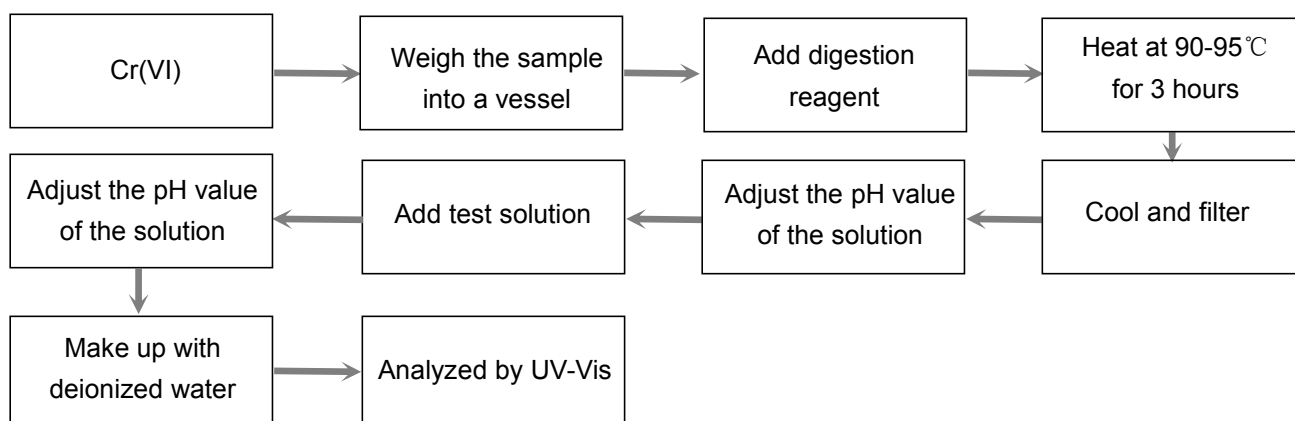 Cr(VI)
Weigh the sample
into a vessel
Add digestion
reagent
Heat at 90-95℃
for 3 hours
Cool and filter
Adjust the pH value
of the solution
Add test solution
Adjust the pH value
of the solution
Make up with
deionized water
Analyzed by UV-Vis